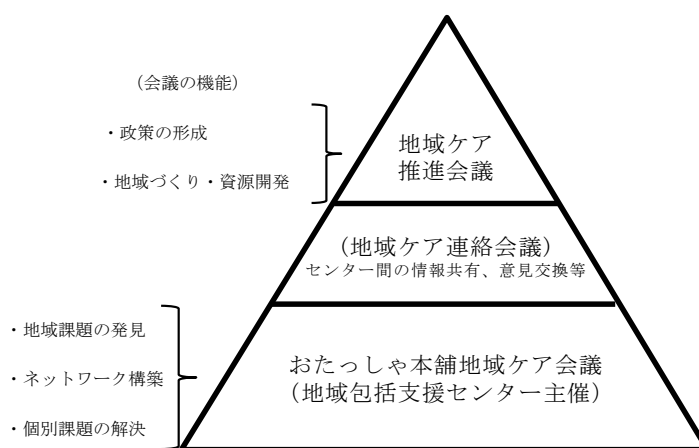 （会議の機能）
・政策の形成
・地域づくり・資源開発
地域ケア
推進会議
（地域ケア連絡会議）
センター間の情報共有、意見交換等
・地域課題の発見
・ネットワーク構築
・個別課題の解決
おたっしゃ本舗地域ケア会議
（地域包括支援センター主催）